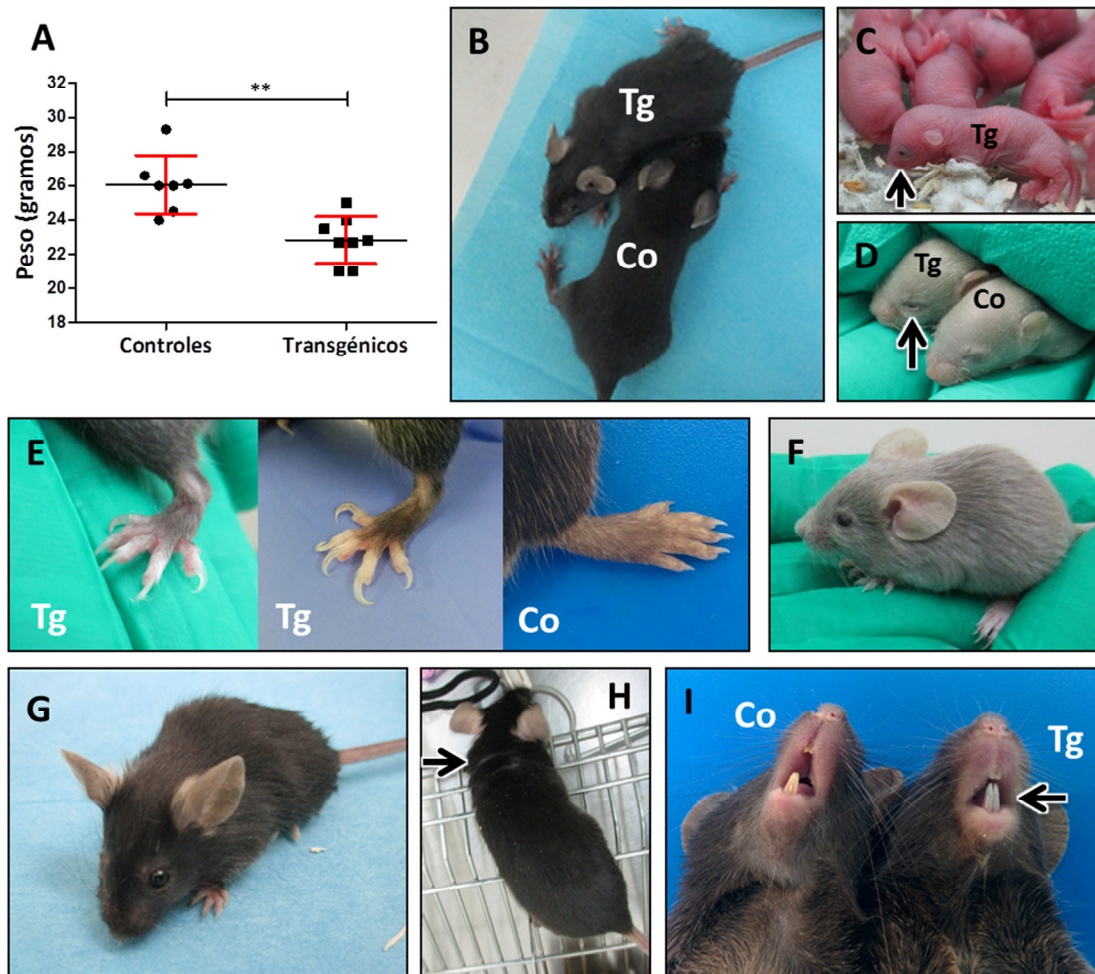 A
**
Peso (gramos)
32
30
28
26
24
22
20
18
Controles Transgénicos
B
Tg
Co
C
Tg
D
Tg
Co
E
Tg
Tg
Co
F
G
H
I
Co
Tg